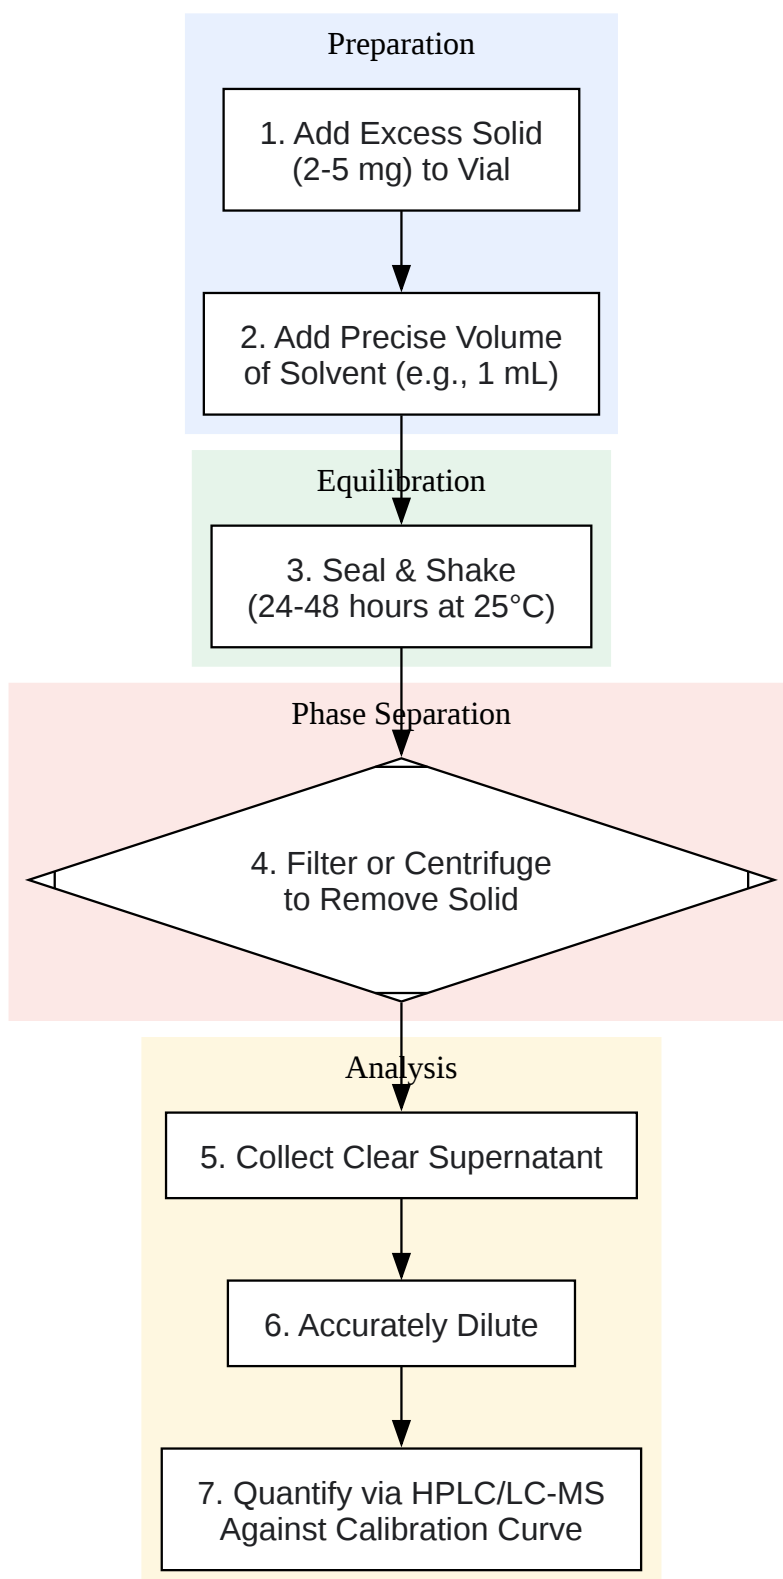 Preparation
1. Add Excess Solid
(2-5 mg) to Vial
2. Add Precise Volume
of Solvent (e.g., 1 mL)
Equilibration
3. Seal & Shake
(24-48 hours at 25°C)
Phase Separation
4. Filter or Centrifuge
to Remove Solid
Analysis
5. Collect Clear Supernatant
6. Accurately Dilute
7. Quantify via HPLC/LC-MS
Against Calibration Curve